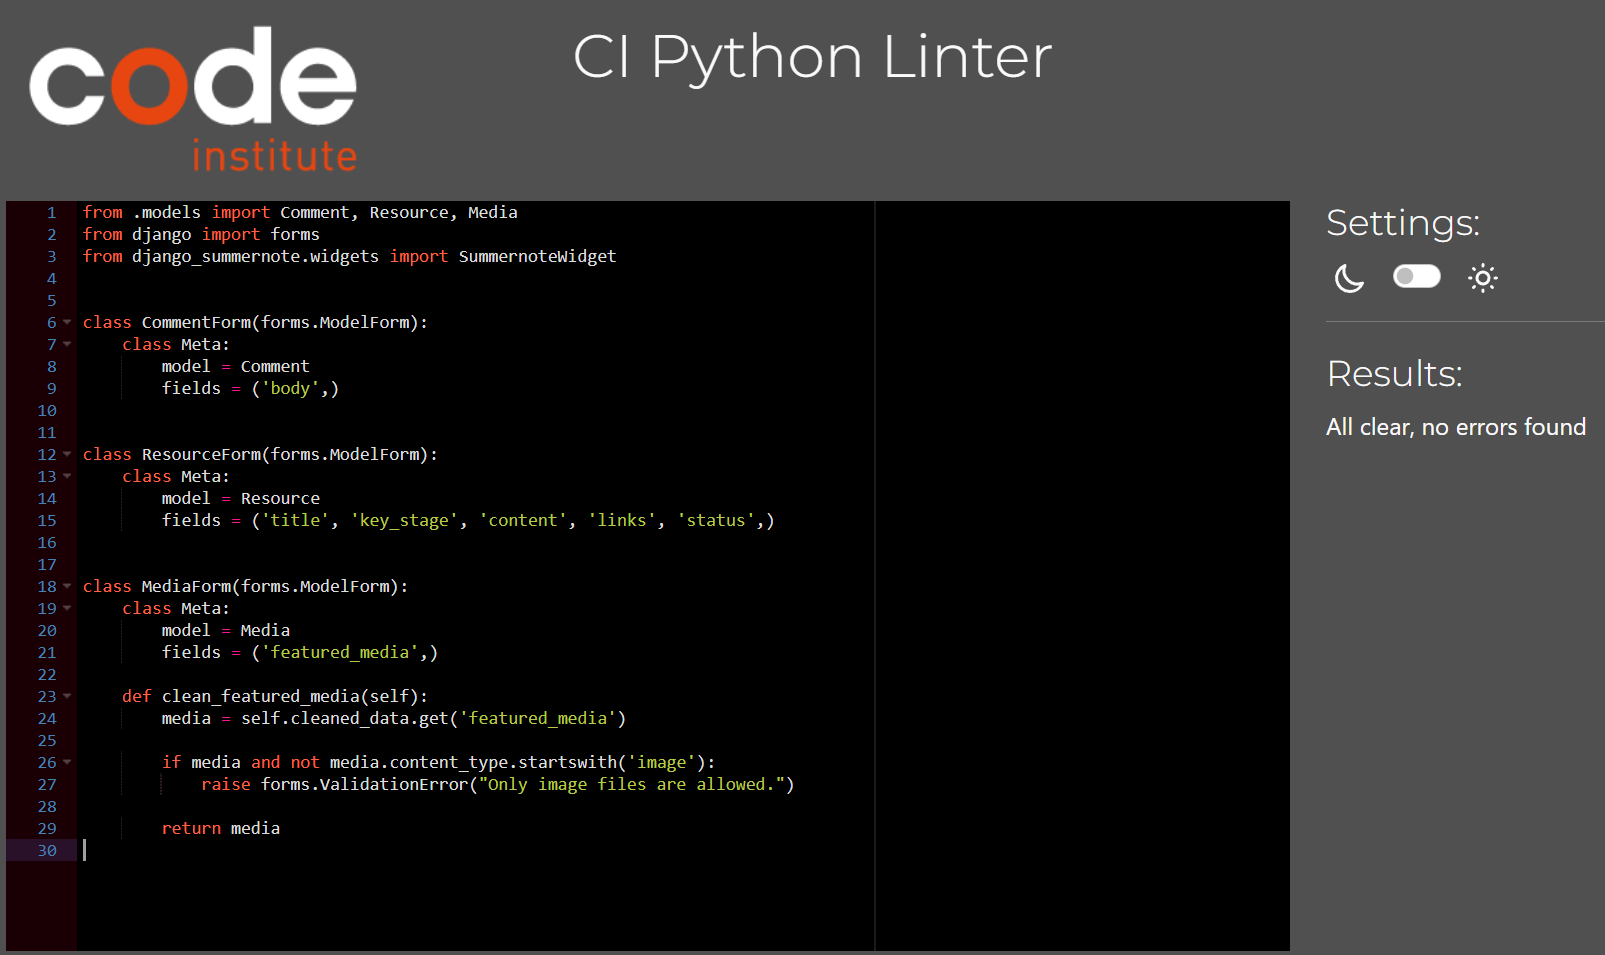 code
institute
CI Python Linter
1 from .models import Comment, Resource, Media
2 from django import forms
3 from django_summernote.widgets import SummernoteWidget
4
5
6 class CommentForm(forms.ModelForm):
7     class Meta:
8         model = Comment
9         fields = ('body',)
10
11
12 class ResourceForm(forms.ModelForm):
13     class Meta:
14         model = Resource
15         fields = ('title', 'key_stage', 'content', 'links', 'status',)
16
17
18 class MediaForm(forms.ModelForm):
19     class Meta:
20         model = Media
21         fields = ('featured_media',)
22
23     def clean_featured_media(self):
24         media = self.cleaned_data.get('featured_media')
25
26         if media and not media.content_type.startswith('image'):
27             raise forms.ValidationError("Only image files are allowed.")
28
29         return media
30
Settings:
Results:
All clear, no errors found